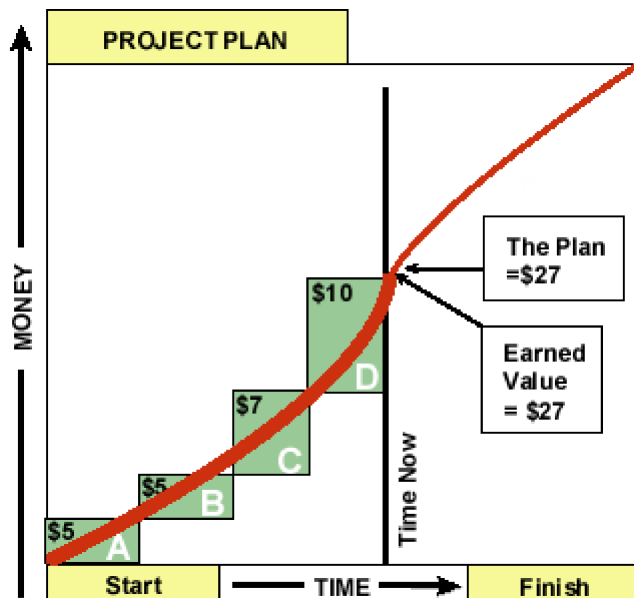 PROJECT PLAN
MONEY
$10
D
$7
C
$5
B
$5
A
The Plan
=$27
Earned
Value
= $27
Time Now
Start
TIME
Finish